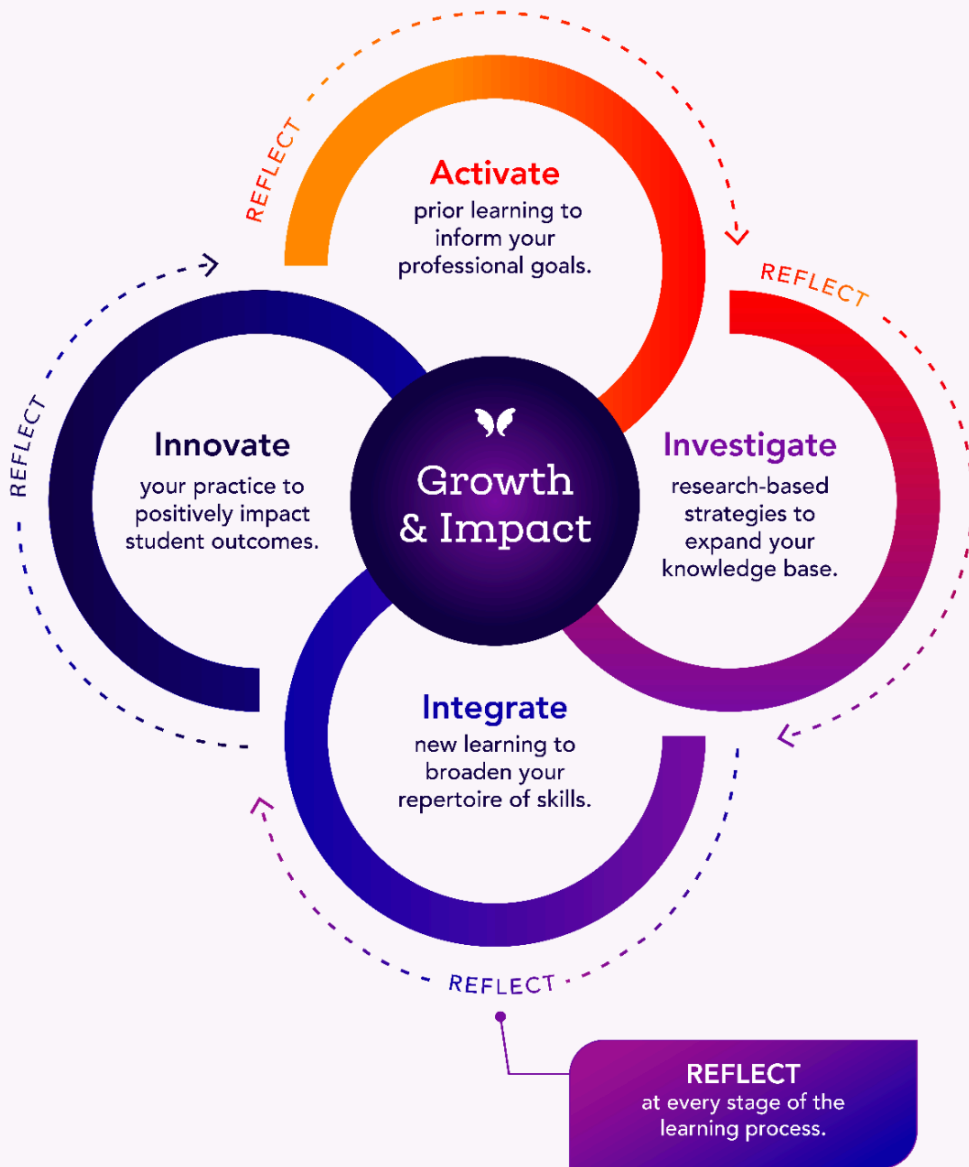 REFLECT
Activate
prior learning to
inform your
professional goals.
REFLECT
Investigate
research-based
strategies to
expand your
knowledge base.
REFLECT
Innovate
your practice to
positively impact
student outcomes.
Growth
& Impact
Integrate
new learning to
broaden your
repertoire of skills.
REFLECT
REFLECT
at every stage of the
learning process.